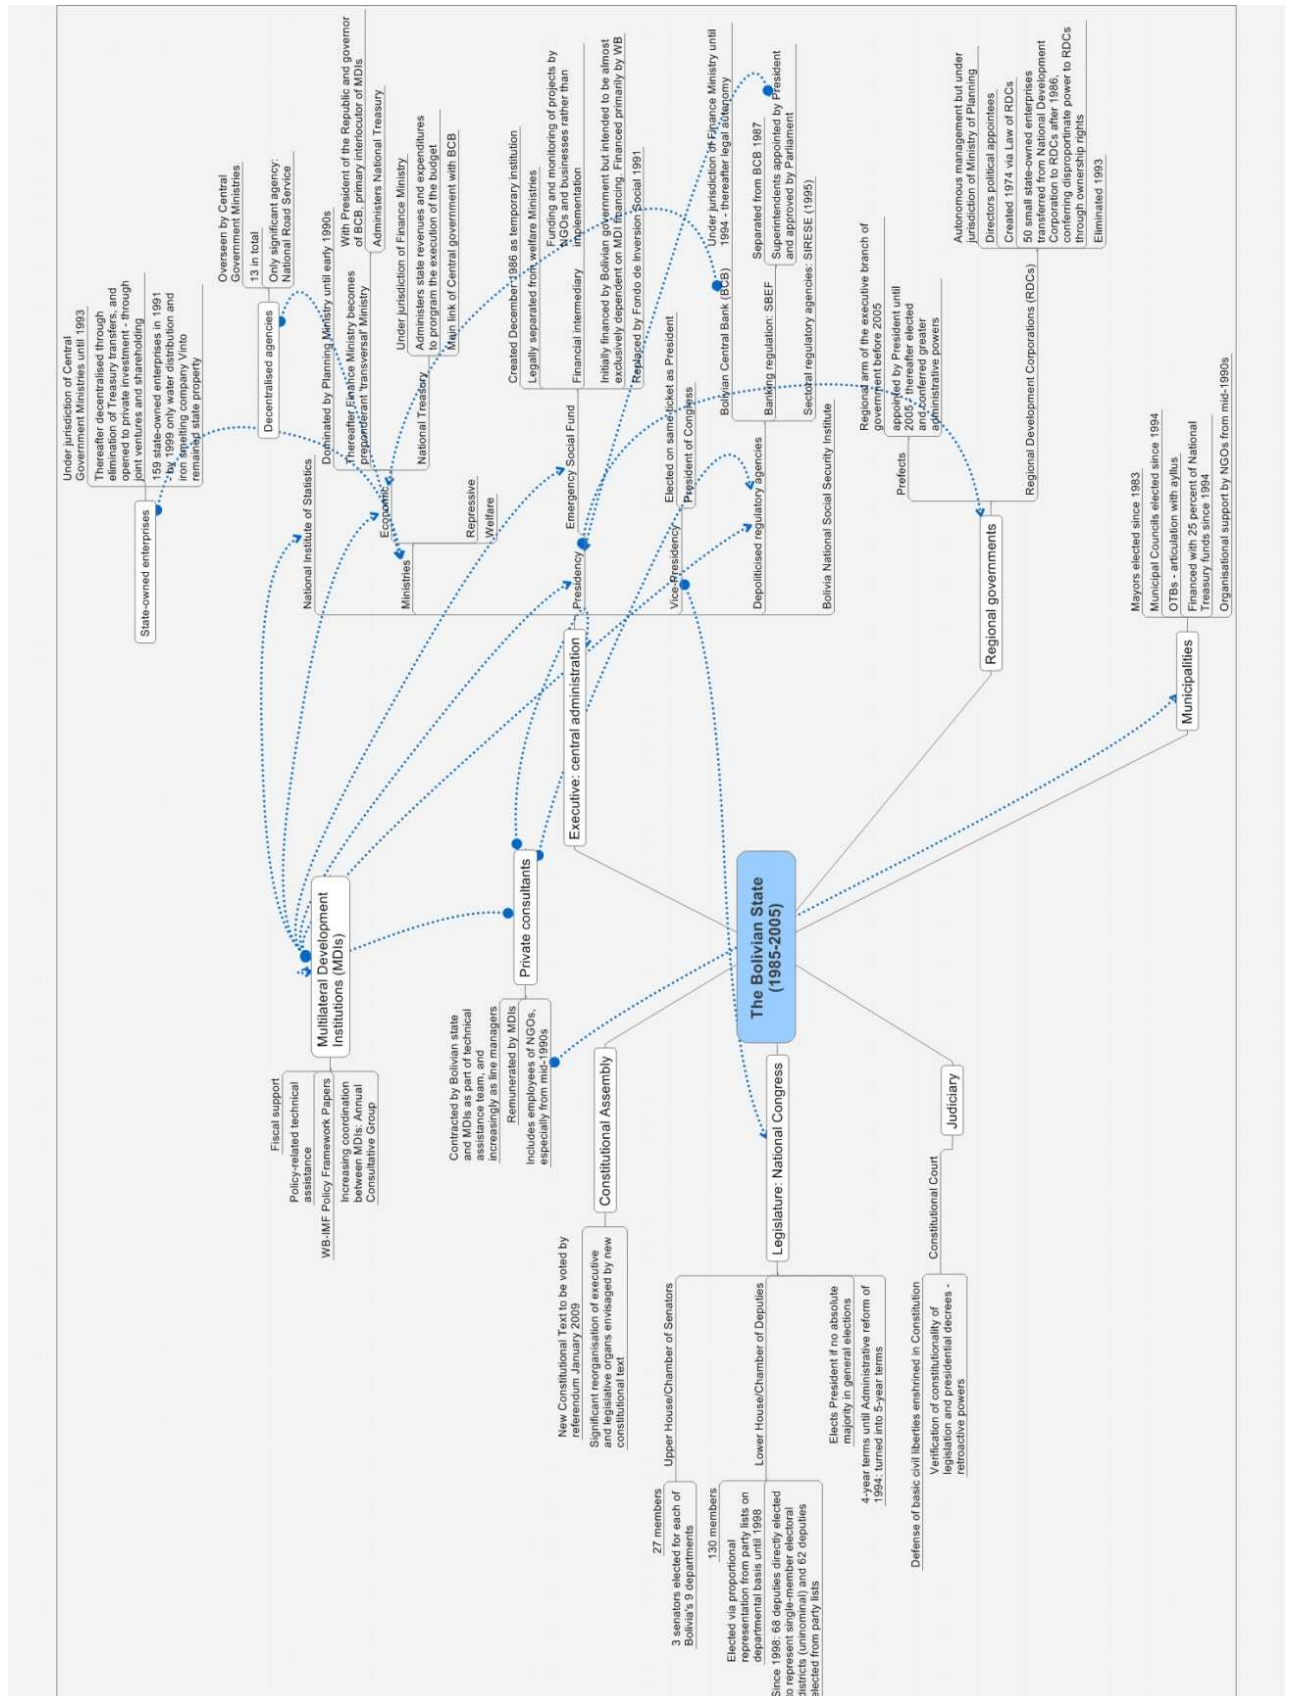 The Bolivian State
(1985-2005)
Multilateral Development
Institutions (MDIs)
Fiscal support
Policy-related technical
assistance
WB-IMF Policy Framework Papers
Increasing coordination
between MDIs: Annual
Consultative Group
Private consultants
Contracted by Bolivian state
and MDIs as part of technical
assistance team, and
increasingly as line managers
Remunerated by MDIs
Includes employees of NGOs,
especially from mid-1990s
Constitutional Assembly
New Constitutional Text to be voted by
referendum January 2009
Significant reorganisation of executive
and legislative organs envisaged by new
constitutional text
Legislature: National Congress
Upper House/Chamber of Senators
27 members
3 senators elected for each of
Bolivia's 9 departments
Lower House/Chamber of Deputies
130 members
Elected via proportional
representation from party lists on
departmental basis until 1998
Since 1998: 68 deputies directly elected
to represent single-member electoral
districts (uninominal) and 62 deputies
elected from party lists
Elects President if no absolute
majority in general elections
4-year terms until Administrative reform of
1994; turned into 5-year terms
Judiciary
Constitutional Court
Defense of basic civil liberties enshrined in Constitution
Verification of constitutionality of
legislation and presidential decrees -
retroactive powers
State-owned enterprises
Under jurisdiction of Central
Government Ministries until 1993
Thereafter decentralised through
elimination of Treasury transfers, and
opened to private investment - through
joint ventures and shareholding
159 state-owned enterprises in 1991
by 1999 only water distribution and
iron smelting company Vinto
remained state property
Decentralised agencies
Overseen by Central
Government Ministries
13 in total
Only significant agency:
National Road Service
Executive: central administration
National Institute of Statistics
Ministries
Economic
Dominated by Planning Ministry until early 1990s
Thereafter Finance Ministry becomes
preponderant 'transversal' Ministry
With President of the Republic and governor
of BCB, primary interlocutor of MDIs
Administers National Treasury
National Treasury
Under jurisdiction of Finance Ministry
Administers state revenues and expenditures
to prorgram the execution of the budget
Main link of Central government with BCB
Repressive
Welfare
Presidency
Emergency Social Fund
Created December 1986 as temporary institution
Legally separated from welfare Ministries
Financial intermediary
Funding and monitoring of projects by
NGOs and businesses rather than
implementation
Initially financed by Bolivian government but intended to be almost
exclusively dependent on MDI financing. Financed primarily by WB
Replaced by Fondo de Inversion Social 1991
Vice-Presidency
Elected on same ticket as President
President of Congress
Depoliticised regulatory agencies
Bolivian Central Bank (BCB)
Under jurisdiction of Finance Ministry until
1994 - thereafter legal autonomy
Banking regulation: SBEF
Separated from BCB 1987
Superintendents appointed by President
and approved by Parliament
Sectoral regulatory agencies: SIRESE (1995)
Bolivia National Social Security Institute
Regional governments
Prefects
Regional arm of the executive branch of
government before 2005
appointed by President until
2005 - thereafter elected
and conferred greater
administrative powers
Regional Development Corporations (RDCs)
Autonomous management but under
jurisdiction of Ministry of Planning
Directors political appointees
Created 1974 via Law of RDCs
50 small state-owned enterprises
transferred from National Development
Corporation to RDCs after 1986,
conferring disproportinate power to RDCs
through ownership rights
Eliminated 1993
Municipalities
Mayors elected since 1983
Municipal Councils elected since 1994
OTBs - articulation with ayllus
Financed with 25 percent of National
Treasury funds since 1994
Organisational support by NGOs from mid-1990s